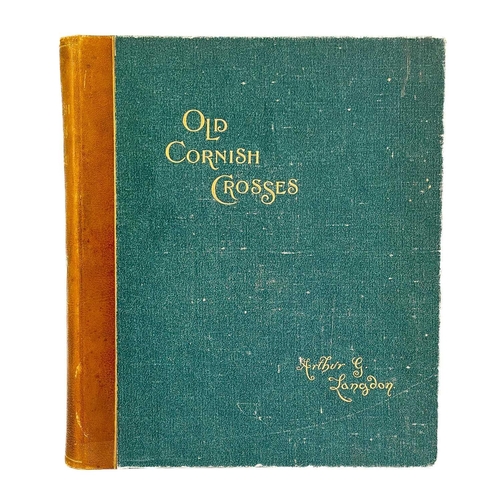 OLD
CORNISH
CROSSES
Arthur G
Langdon.